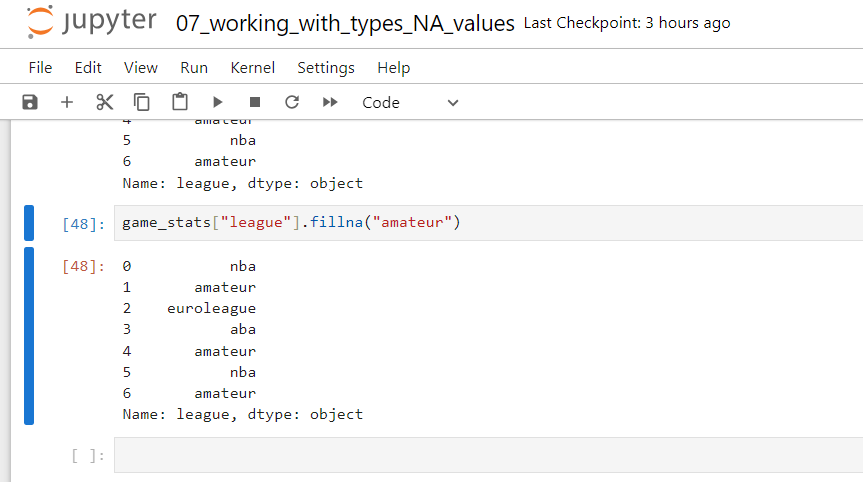 jupyter 07_working_with_types_NA_values Last Checkpoint: 3 hours ago
File Edit View Run Kernel Settings Help
Code
4 amateur
5 nba
6 amateur
Name: league, dtype: object
[48]: game_stats["league"].fillna("amateur")
[48]: 0 nba
1 amateur
2 euroleague
3 aba
4 amateur
5 nba
6 amateur
Name: league, dtype: object
[ ]: